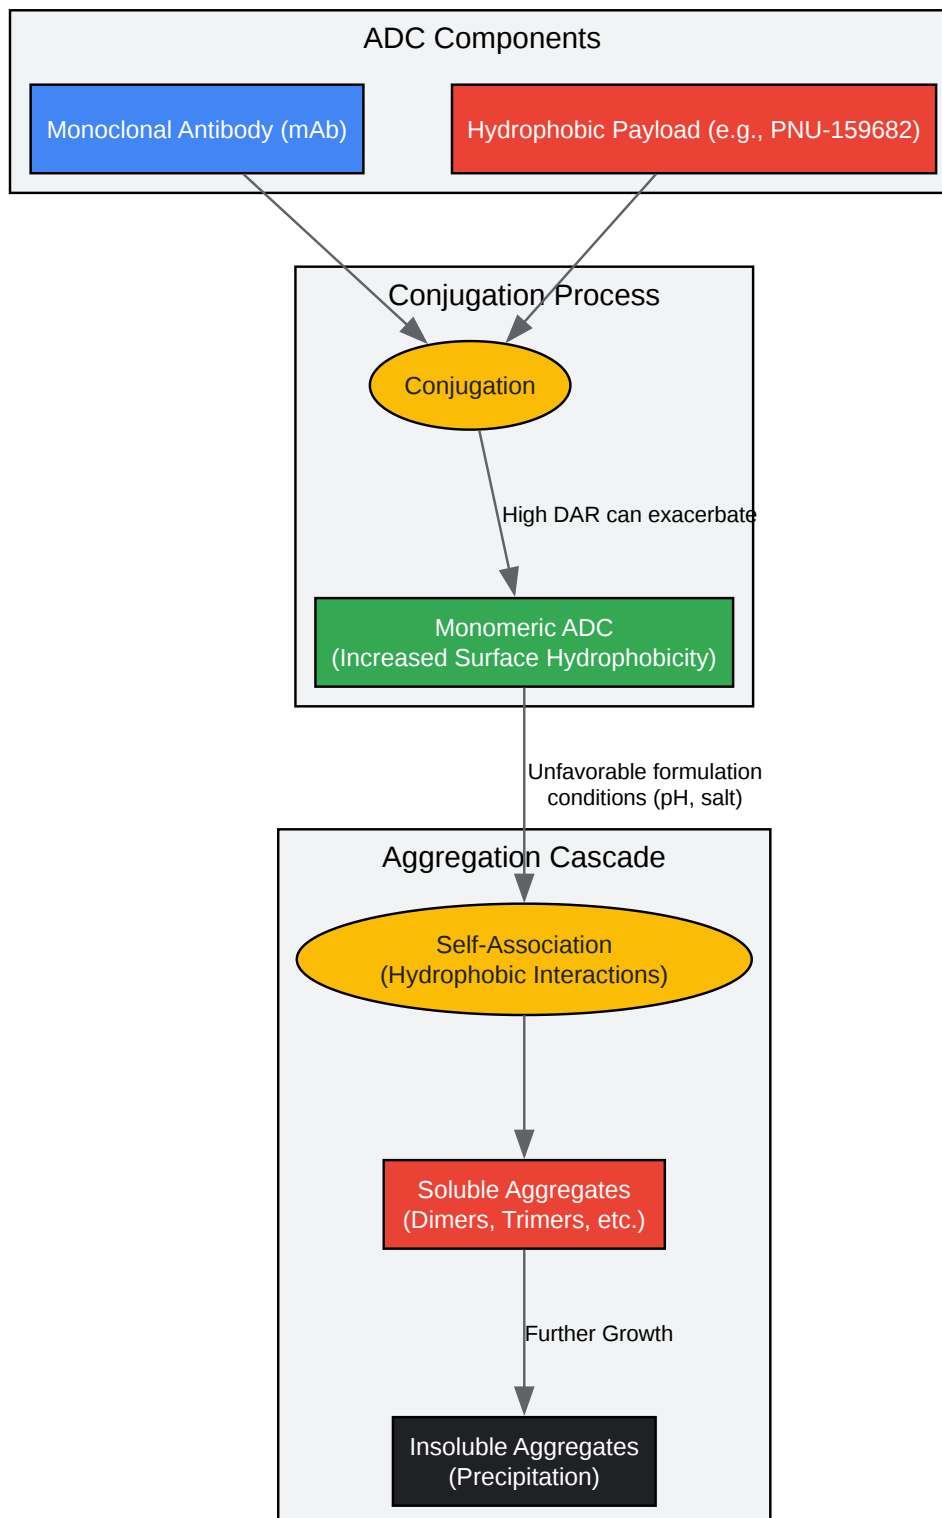 ADC Components
Monoclonal Antibody (mAb)
Hydrophobic Payload (e.g., PNU-159682)
Conjugation Process
Conjugation
High DAR can exacerbate
Monomeric ADC
(Increased Surface Hydrophobicity)
Unfavorable formulation
conditions (pH, salt)
Aggregation Cascade
Self-Association
(Hydrophobic Interactions)
Soluble Aggregates
(Dimers, Trimers, etc.)
Further Growth
Insoluble Aggregates
(Precipitation)